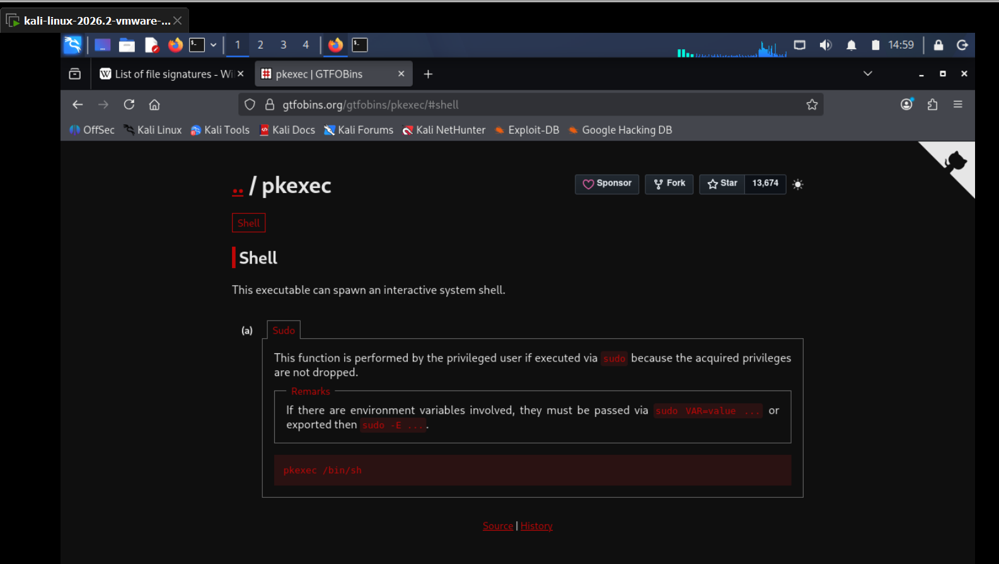 kali-linux-2026.2-vmware-...
1 2 3 4
14:59
List of file signatures - Wi
pkexec | GTFOBins
gtfobins.org/gtfobins/pkexec/#shell
OffSec Kali Linux Kali Tools Kali Docs Kali Forums Kali NetHunter Exploit-DB Google Hacking DB
.. / pkexec
Sponsor Fork Star 13,674
Shell
Shell
This executable can spawn an interactive system shell.
(a) Sudo
This function is performed by the privileged user if executed via sudo because the acquired privileges
are not dropped.
Remarks
If there are environment variables involved, they must be passed via sudo VAR=value ... or
exported then sudo -E ... .
pkexec /bin/sh
Source | History